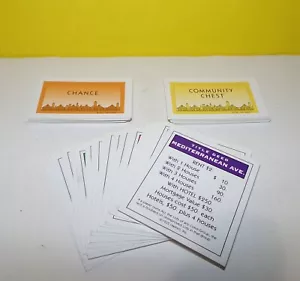 CHANCE
COMMUNITY
CHEST
TITLE DEED
MEDITERRANEAN AVE.
RENT $2.
With 1 House $ 10
With 2 Houses 30
With 3 Houses 90
With 4 Houses 160
With HOTEL $250.
Mortgage Value $30
Houses cost $50. each
Hotels, $50. plus 4 houses